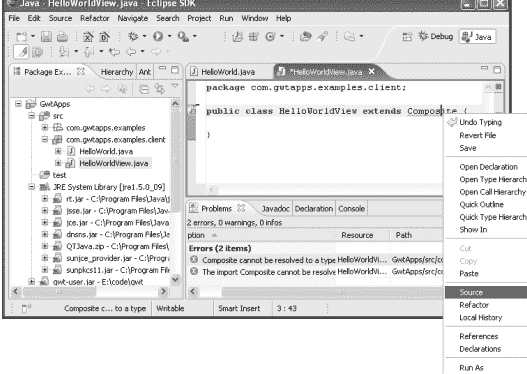 Java - HelloWorldView.java - Eclipse SDK
File Edit Source Refactor Navigate Search Project Run Window Help
Debug Java
Package Ex... Hierarchy Ant
HelloWorld.java *HelloWorldView.java
GwtApps
src
com.gwtapps.examples
com.gwtapps.examples.client
HelloWorld.java
HelloWorldView.java
test
JRE System Library [jre1.5.0_09]
rt.jar - C:\Program Files\Java\j
jsse.jar - C:\Program Files\Jav
jce.jar - C:\Program Files\Java
dnsns.jar - C:\Program Files\J
QTJava.zip - C:\Program Files\
sunjce_provider.jar - C:\Progr
sunpkcs11.jar - C:\Program File
gwt-user.jar - E:\code\gwt
package com.gwtapps.examples.client;
public class HelloWorldView extends Composite {
}
Problems Javadoc Declaration Console
2 errors, 0 warnings, 0 infos
ption Resource Path
Errors (2 items)
Composite cannot be resolved to a type HelloWorldVi... GwtApps/src/co
The import Composite cannot be resolve HelloWorldVi... GwtApps/src/co
Undo Typing
Revert File
Save
Open Declaration
Open Type Hierarch
Open Call Hierarchy
Quick Outline
Quick Type Hierarch
Show In
Cut
Copy
Paste
Source
Refactor
Local History
References
Declarations
Run As
Composite c... to a type Writable Smart Insert 3 : 43